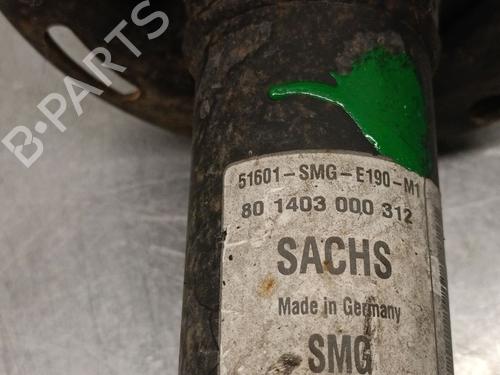 B-PARTS
51601-SMG-E190-M1
80 1403 000 312
SACHS
Made in Germany
SMG